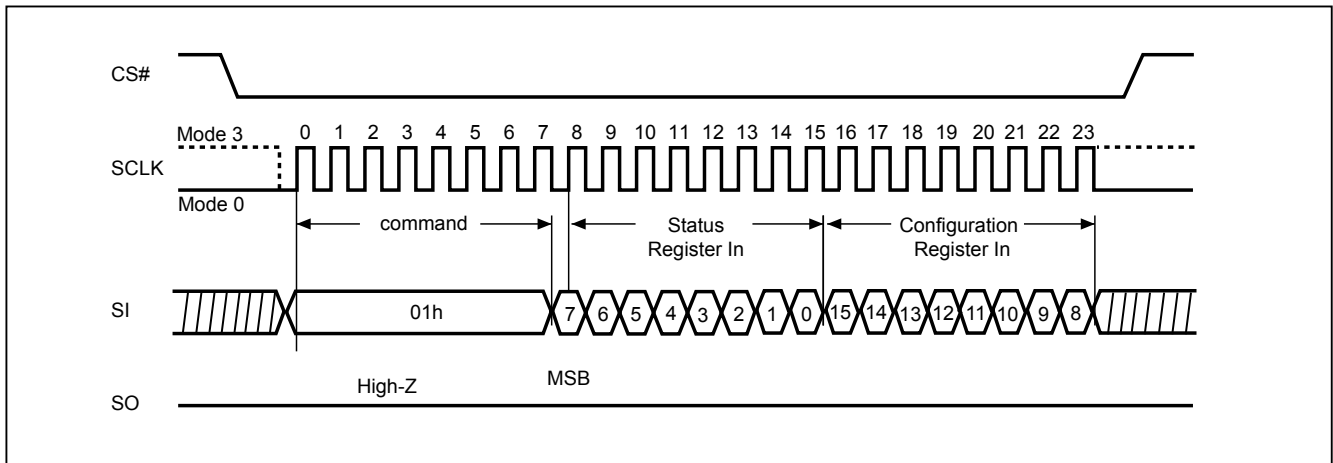 CS#
Mode 3
0 1 2 3 4 5 6 7 8 9 10 11 12 13 14 15 16 17 18 19 20 21 22 23
SCLK
Mode 0
command
Status
Register In
Configuration
Register In
SI
01h
7 6 5 4 3 2 1 0 15 14 13 12 11 10 9 8
High-Z
MSB
SO